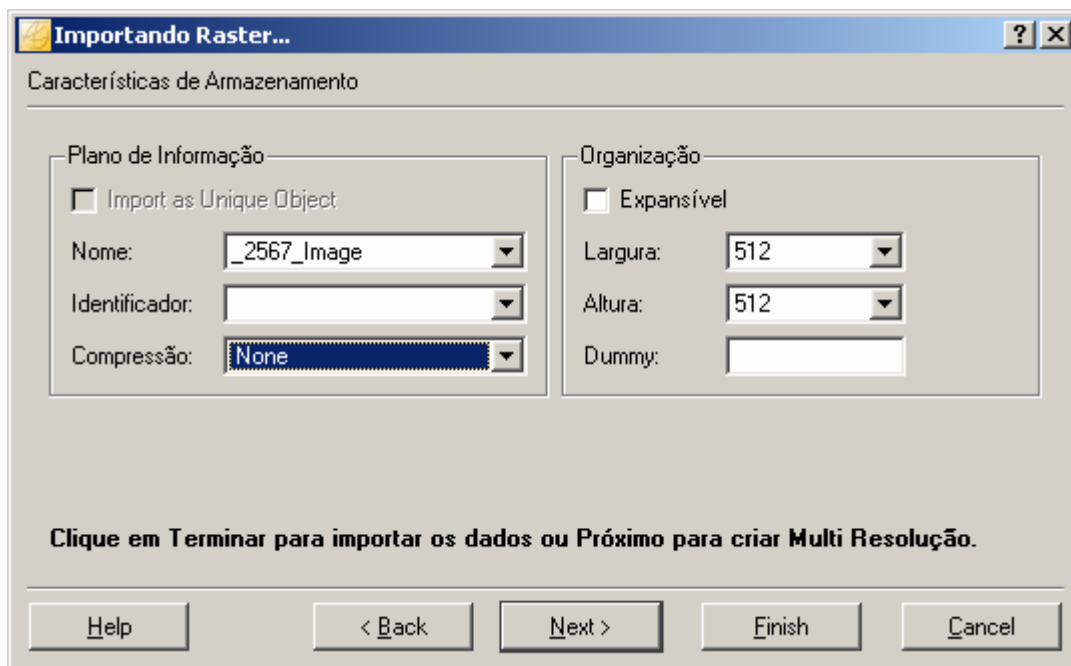 Importando Raster...
Características de Armazenamento
Plano de Informação
Import as Unique Object
Nome: _2567_Image
Identificador:
Compressão: None
Organização
Expansível
Largura: 512
Altura: 512
Dummy:
Clique em Terminar para importar os dados ou Próximo para criar Multi Resolução.
Help < Back Next > Finish Cancel